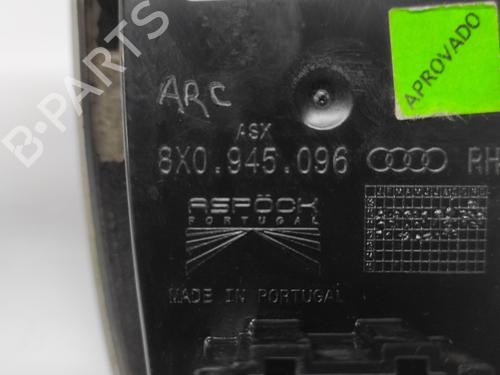 B-PARTS
APROVADO
ARC
ASX
8X0.945.096 RH
ASPÖCK
PORTUGAL
MADE IN PORTUGAL